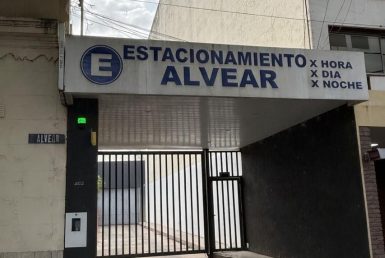 E ESTACIONAMIENTO
ALVEAR
X HORA
X DIA
X NOCHE
ALVEAR